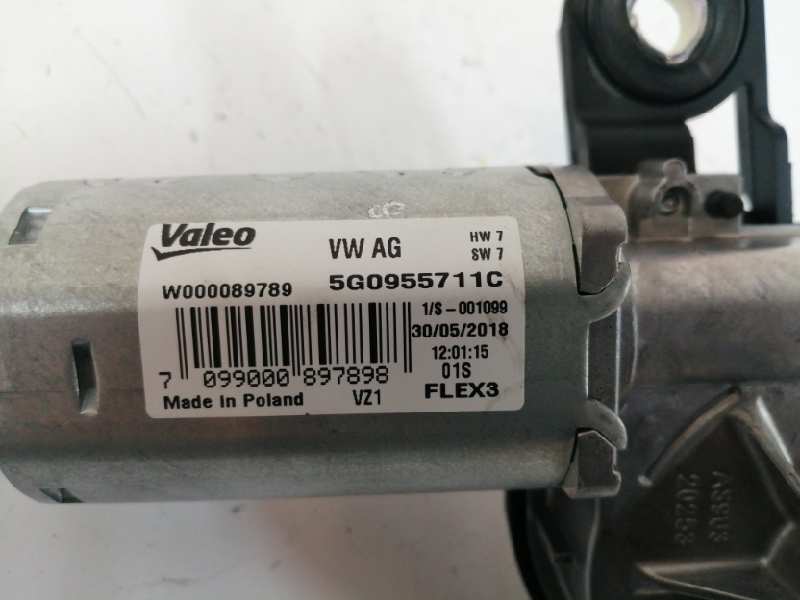 Valeo
VW AG
HW 7
SW 7
W000089789
5G0955711C
1/S-001099
30/05/2018
12:01:15
7 099000 897898
01S
Made in Poland
VZ1
FLEX3
20258